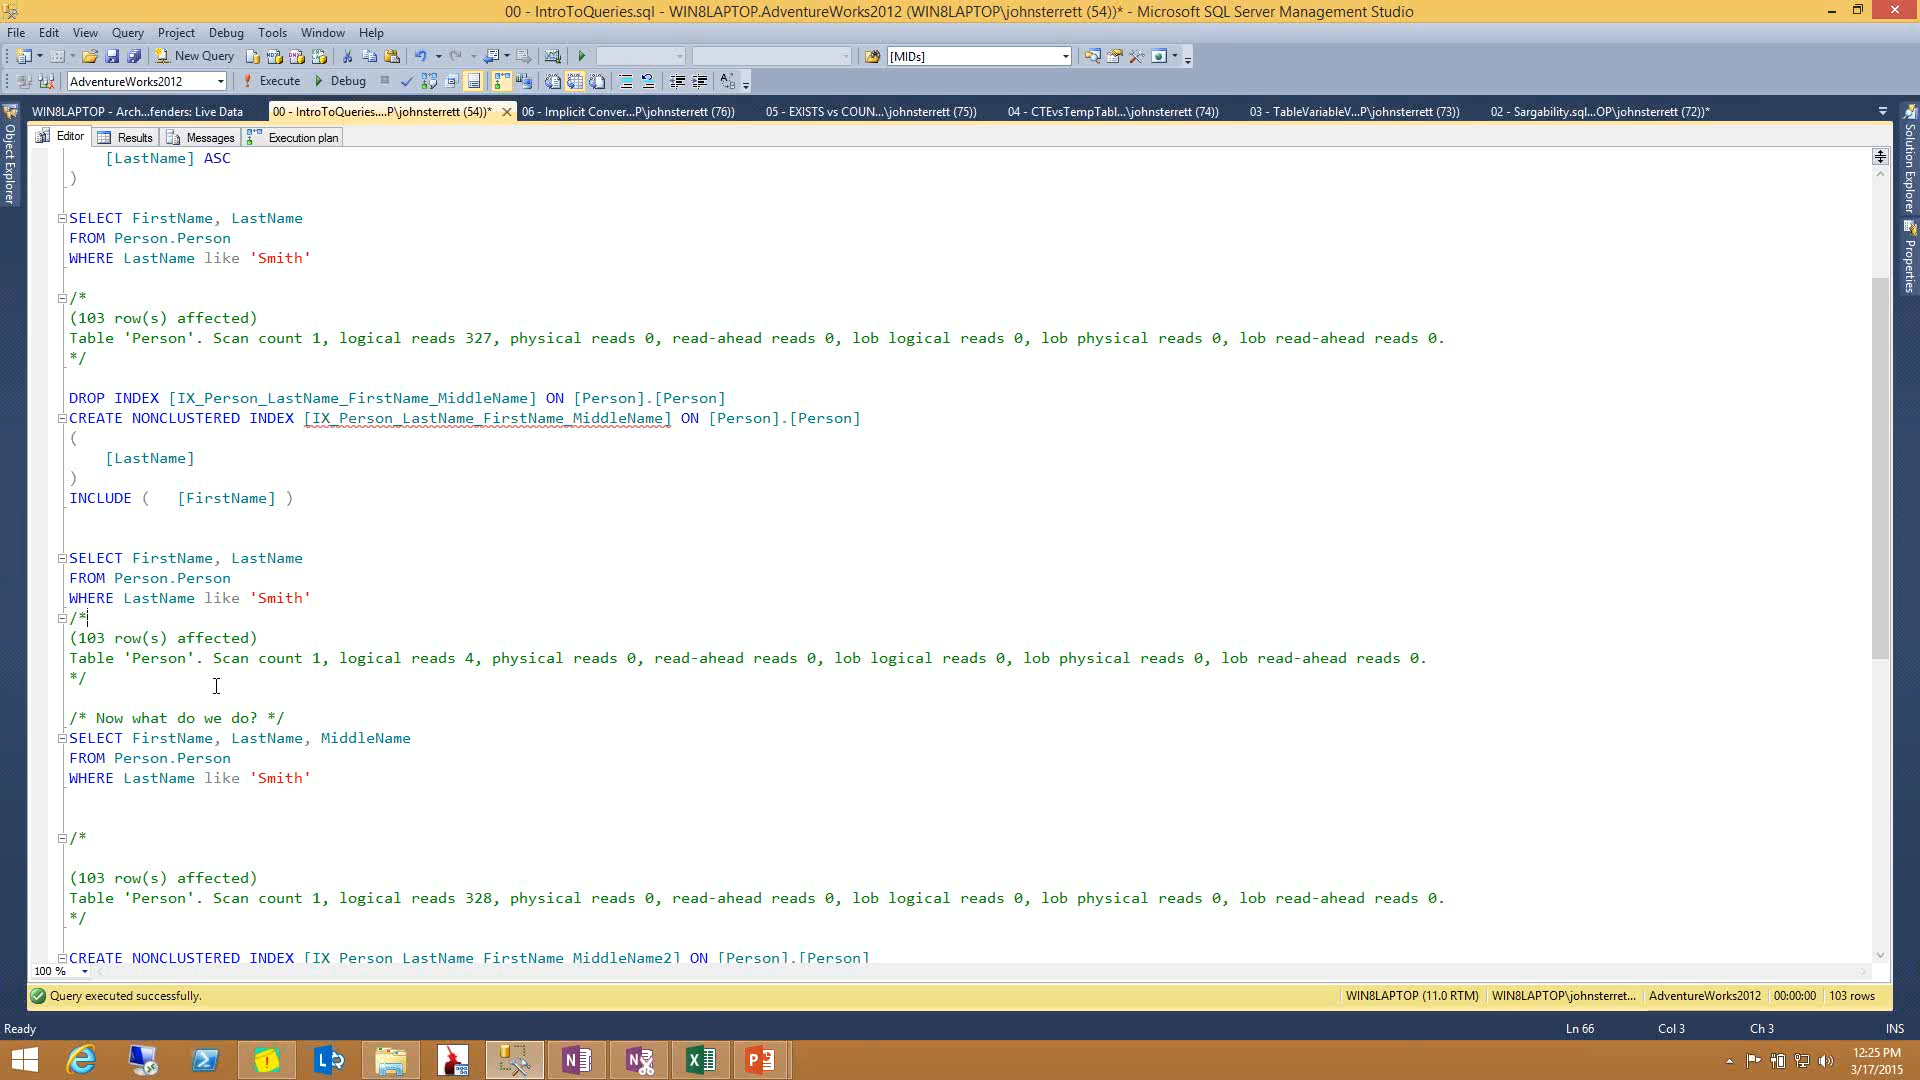 00 - IntroToQueries.sql - WIN8LAPTOP.AdventureWorks2012 (WIN8LAPTOP\johnsterrett (54))* - Microsoft SQL Server Management Studio
File Edit View Query Project Debug Tools Window Help
New Query [MIDs]
AdventureWorks2012 Execute Debug
WIN8LAPTOP - Arch...fenders: Live Data 00 - IntroToQueries....P\johnsterrett (54))* 06 - Implicit Conver...P\johnsterrett (76)) 05 - EXISTS vs COUN...\johnsterrett (75)) 04 - CTEvsTempTabl...\johnsterrett (74)) 03 - TableVariableV...P\johnsterrett (73)) 02 - Sargability.sql...OP\johnsterrett (72))*
Object Explorer
Solution Explorer
Properties
Editor Results Messages Execution plan
[LastName] ASC
)
SELECT FirstName, LastName
FROM Person.Person
WHERE LastName like 'Smith'
/*
(103 row(s) affected)
Table 'Person'. Scan count 1, logical reads 327, physical reads 0, read-ahead reads 0, lob logical reads 0, lob physical reads 0, lob read-ahead reads 0.
*/
DROP INDEX [IX_Person_LastName_FirstName_MiddleName] ON [Person].[Person]
CREATE NONCLUSTERED INDEX [IX_Person_LastName_FirstName_MiddleName] ON [Person].[Person]
(
[LastName]
)
INCLUDE ( [FirstName] )
SELECT FirstName, LastName
FROM Person.Person
WHERE LastName like 'Smith'
/*
(103 row(s) affected)
Table 'Person'. Scan count 1, logical reads 4, physical reads 0, read-ahead reads 0, lob logical reads 0, lob physical reads 0, lob read-ahead reads 0.
*/
/* Now what do we do? */
SELECT FirstName, LastName, MiddleName
FROM Person.Person
WHERE LastName like 'Smith'
/*
(103 row(s) affected)
Table 'Person'. Scan count 1, logical reads 328, physical reads 0, read-ahead reads 0, lob logical reads 0, lob physical reads 0, lob read-ahead reads 0.
*/
CREATE NONCLUSTERED INDEX [IX_Person_LastName_FirstName_MiddleName2] ON [Person].[Person]
100 %
Query executed successfully. WIN8LAPTOP (11.0 RTM) WIN8LAPTOP\johnsterret... AdventureWorks2012 00:00:00 103 rows
Ready Ln 66 Col 3 Ch 3 INS
12:25 PM
3/17/2015